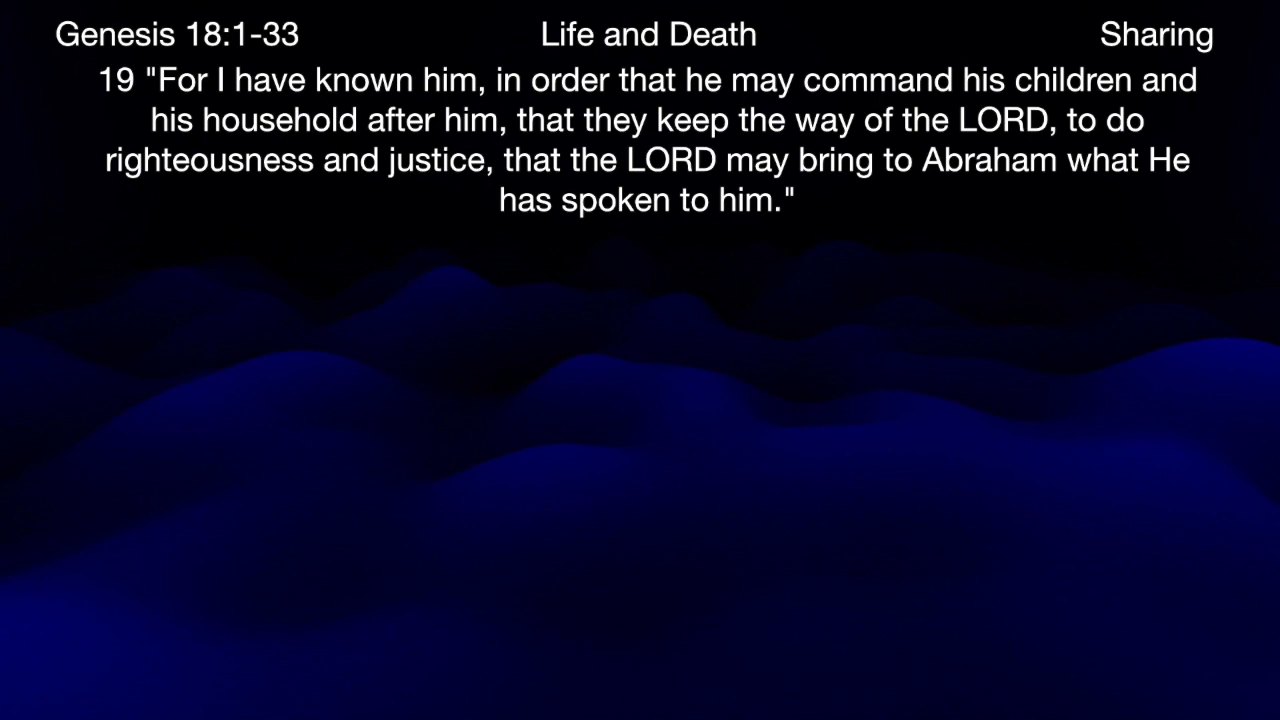 Genesis 18:1-33 Life and Death Sharing
19 "For I have known him, in order that he may command his children and
his household after him, that they keep the way of the LORD, to do
righteousness and justice, that the LORD may bring to Abraham what He
has spoken to him."